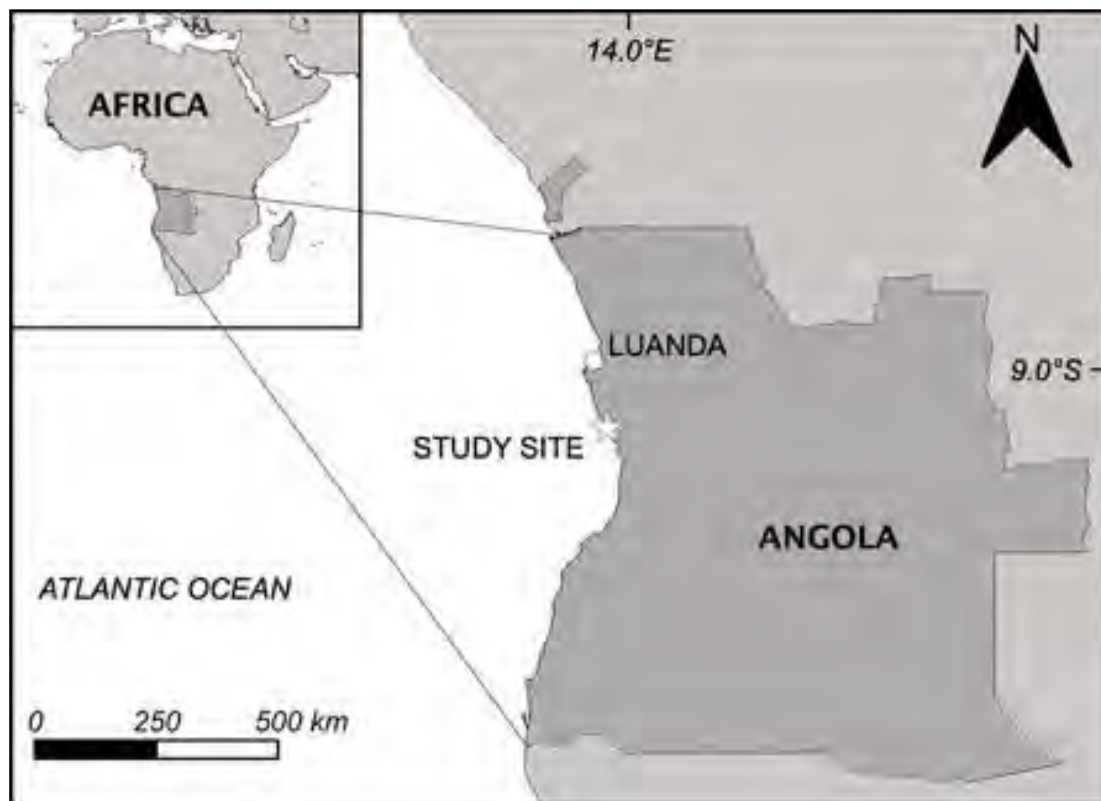 AFRICA
14.0°E
N
LUANDA
9.0°S
STUDY SITE
ANGOLA
ATLANTIC OCEAN
0 250 500 km